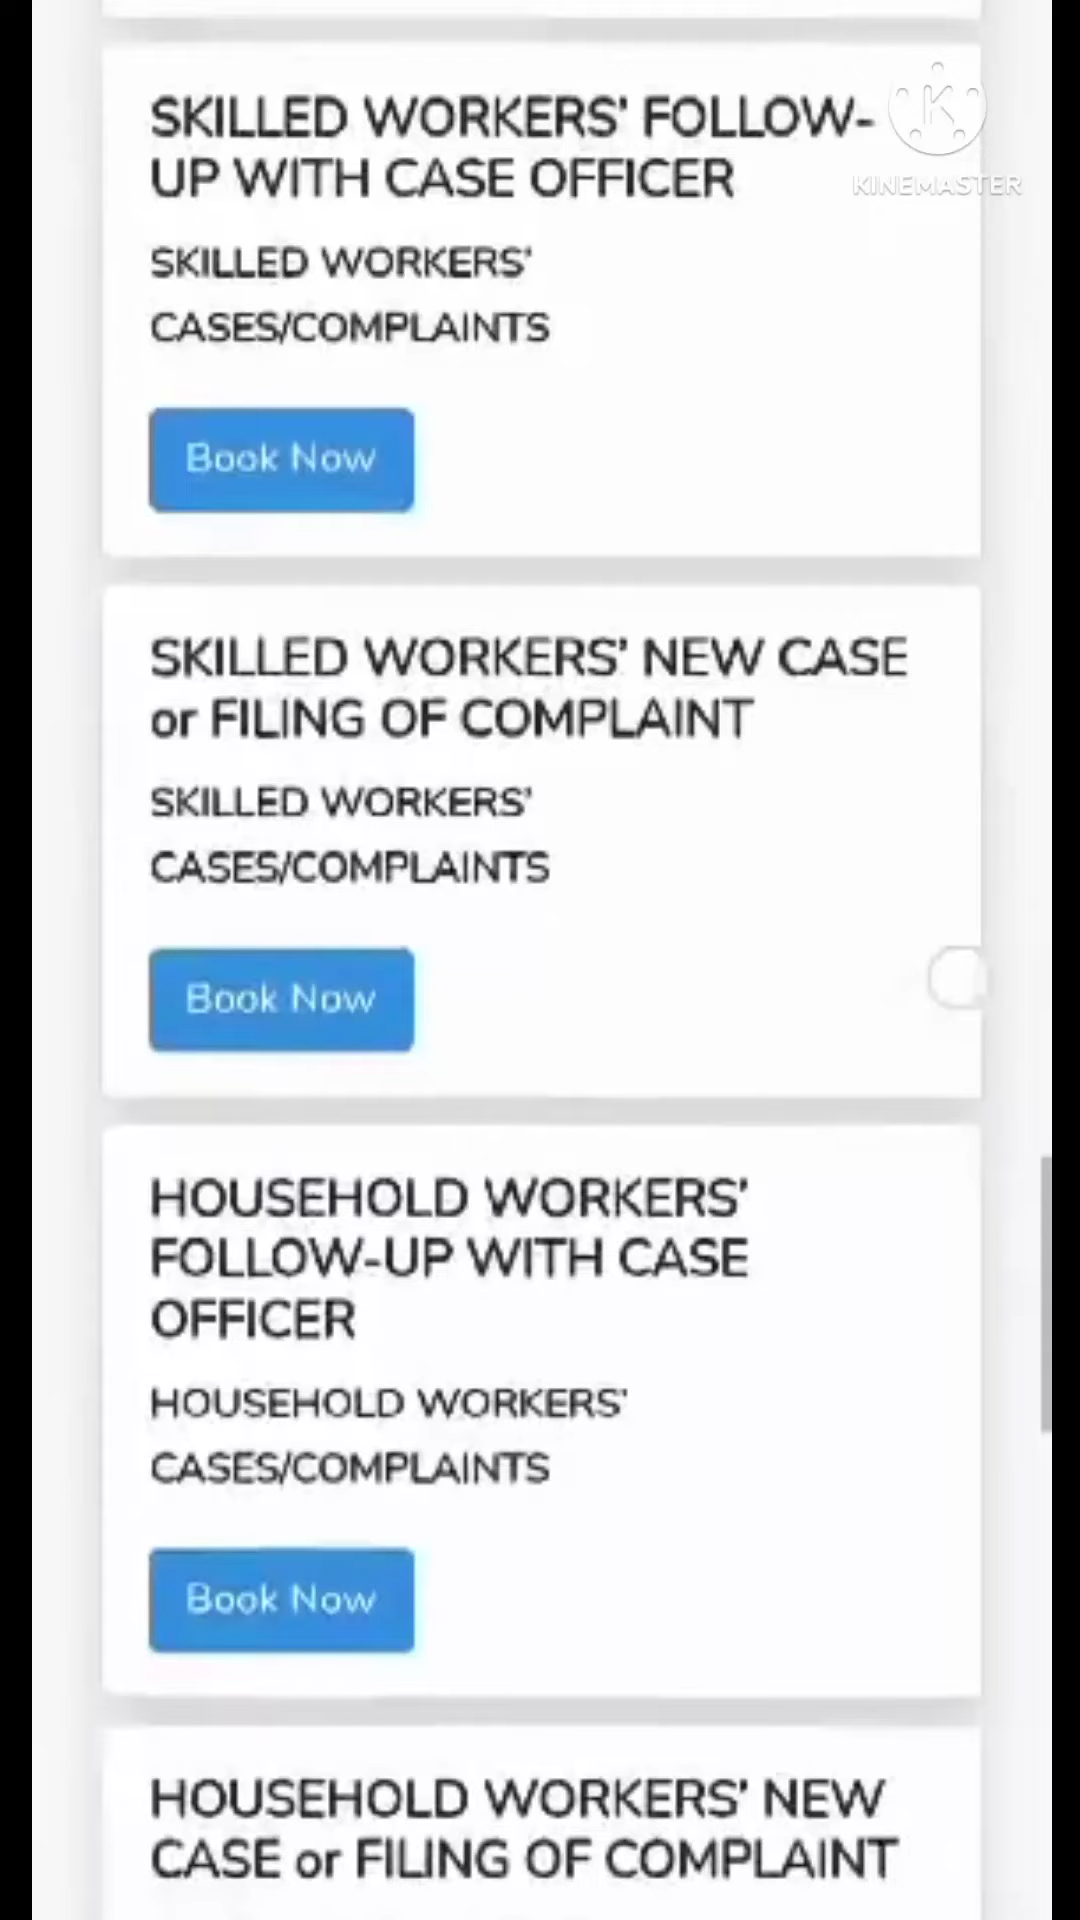 SKILLED WORKERS' FOLLOW-
UP WITH CASE OFFICER
KINEMASTER
SKILLED WORKERS'
CASES/COMPLAINTS
Book Now
SKILLED WORKERS' NEW CASE
or FILING OF COMPLAINT
SKILLED WORKERS'
CASES/COMPLAINTS
Book Now
HOUSEHOLD WORKERS'
FOLLOW-UP WITH CASE
OFFICER
HOUSEHOLD WORKERS'
CASES/COMPLAINTS
Book Now
HOUSEHOLD WORKERS' NEW
CASE or FILING OF COMPLAINT